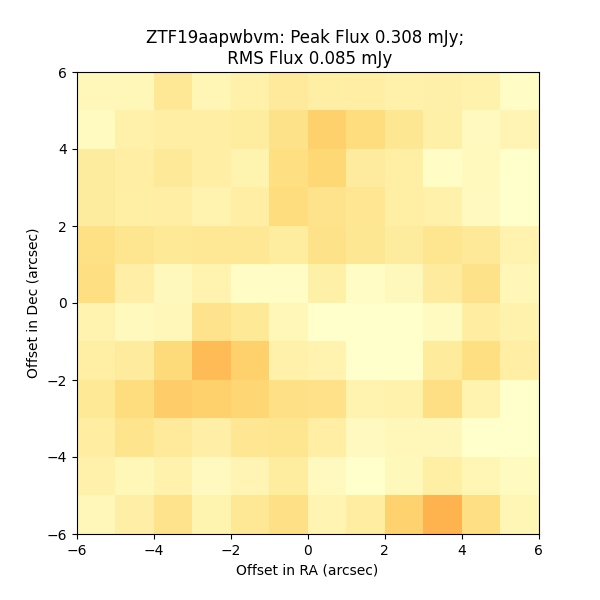 ZTF19aapwbvm: Peak Flux 0.308 mJy;
RMS Flux 0.085 mJy
6
4
2
0
−2
−4
−6
Offset in Dec (arcsec)
−6 −4 −2 0 2 4 6
Offset in RA (arcsec)